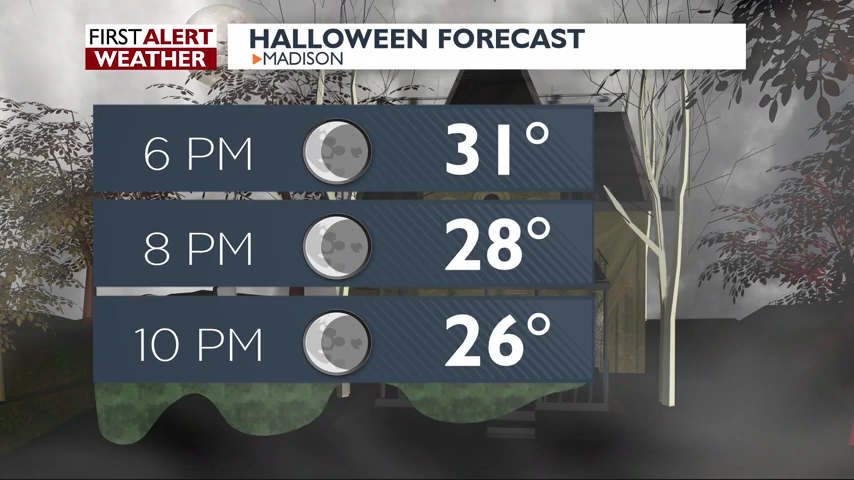 FIRST ALERT
WEATHER
HALLOWEEN FORECAST
MADISON
6 PM 31°
8 PM 28°
10 PM 26°